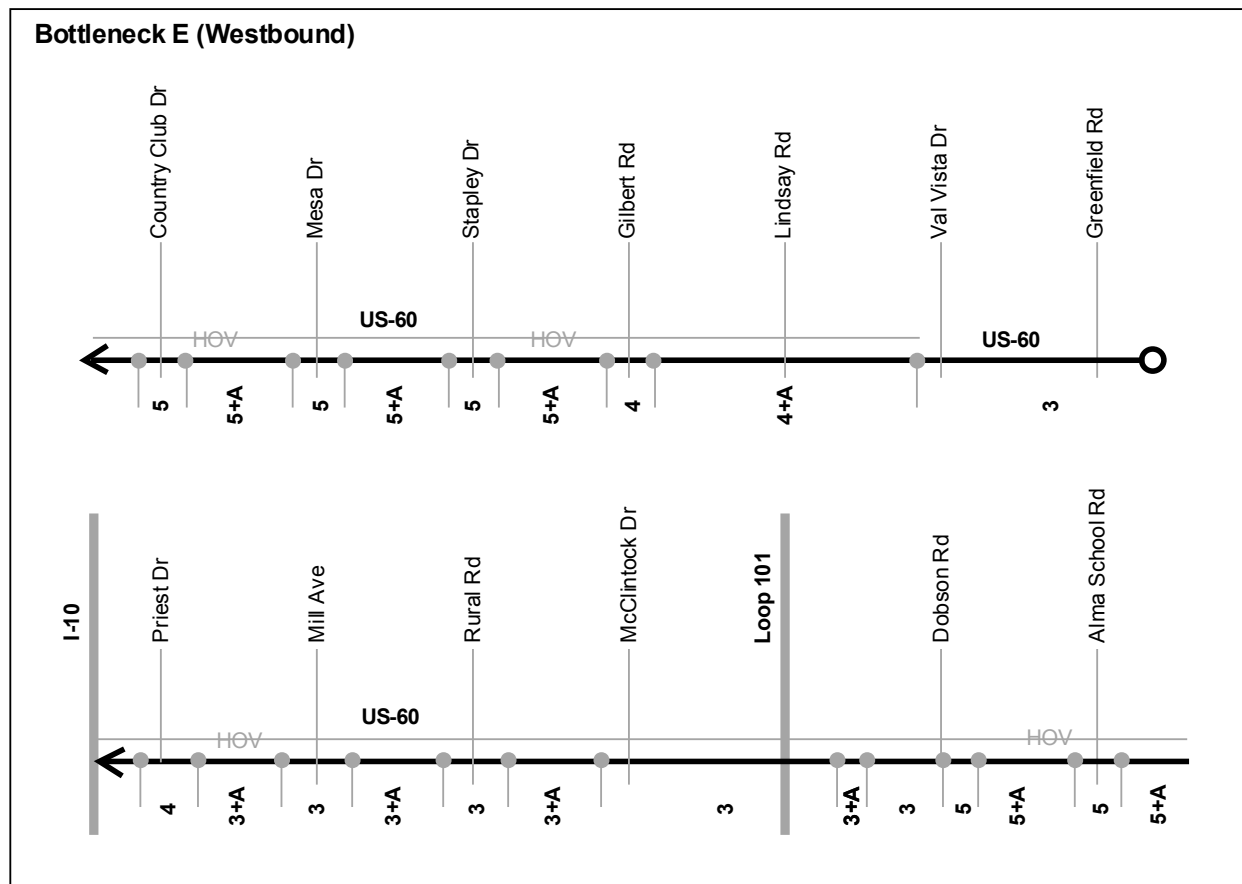 Bottleneck E (Westbound)
Country Club Dr
Mesa Dr
Stapley Dr
Gilbert Rd
Lindsay Rd
Val Vista Dr
Greenfield Rd
US-60
HOV
HOV
US-60
5
5+A
5
5+A
5
5+A
4
4+A
3
I-10
Priest Dr
Mill Ave
Rural Rd
McClintock Dr
Loop 101
Dobson Rd
Alma School Rd
US-60
HOV
HOV
4
3+A
3
3+A
3
3+A
3
3+A
3
5
5+A
5
5+A